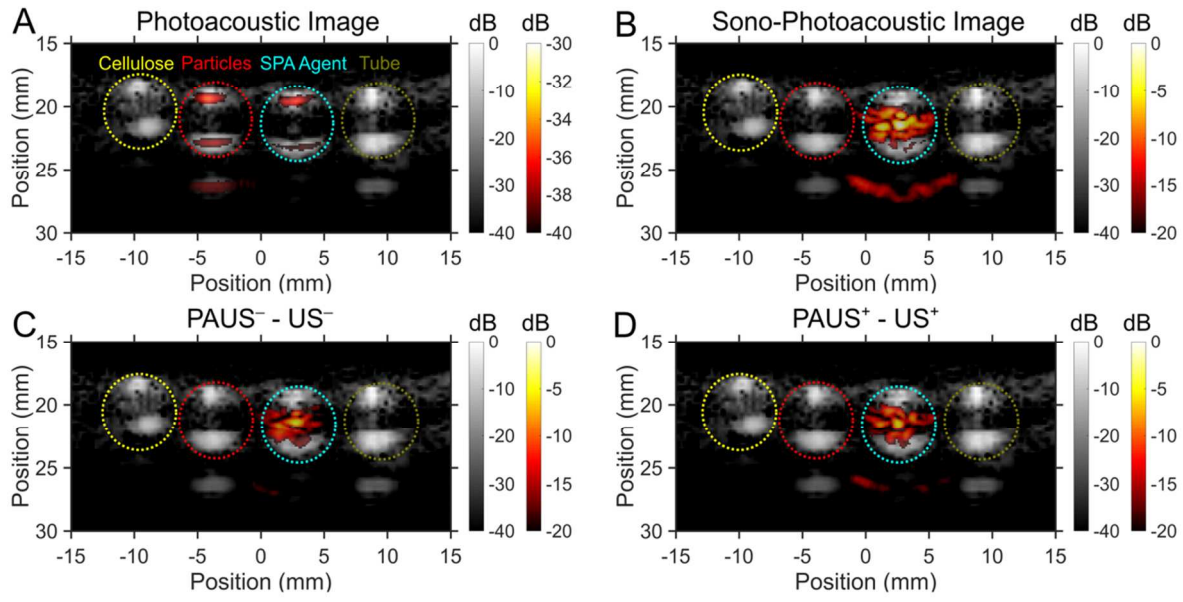 A
Photoacoustic Image
dB dB
15
20
25
30
Position (mm)
Cellulose Particles SPA Agent Tube
0
-10
-20
-30
-40
-30
-32
-34
-36
-38
-40
-15 -10 -5 0 5 10 15
Position (mm)
B
Sono-Photoacoustic Image
dB dB
15
20
25
30
Position (mm)
0
-10
-20
-30
-40
0
-5
-10
-15
-20
-15 -10 -5 0 5 10 15
Position (mm)
C
PAUS⁻ - US⁻
dB dB
15
20
25
30
Position (mm)
0
-10
-20
-30
-40
0
-5
-10
-15
-20
-15 -10 -5 0 5 10 15
Position (mm)
D
PAUS⁺ - US⁺
dB dB
15
20
25
30
Position (mm)
0
-10
-20
-30
-40
0
-5
-10
-15
-20
-15 -10 -5 0 5 10 15
Position (mm)